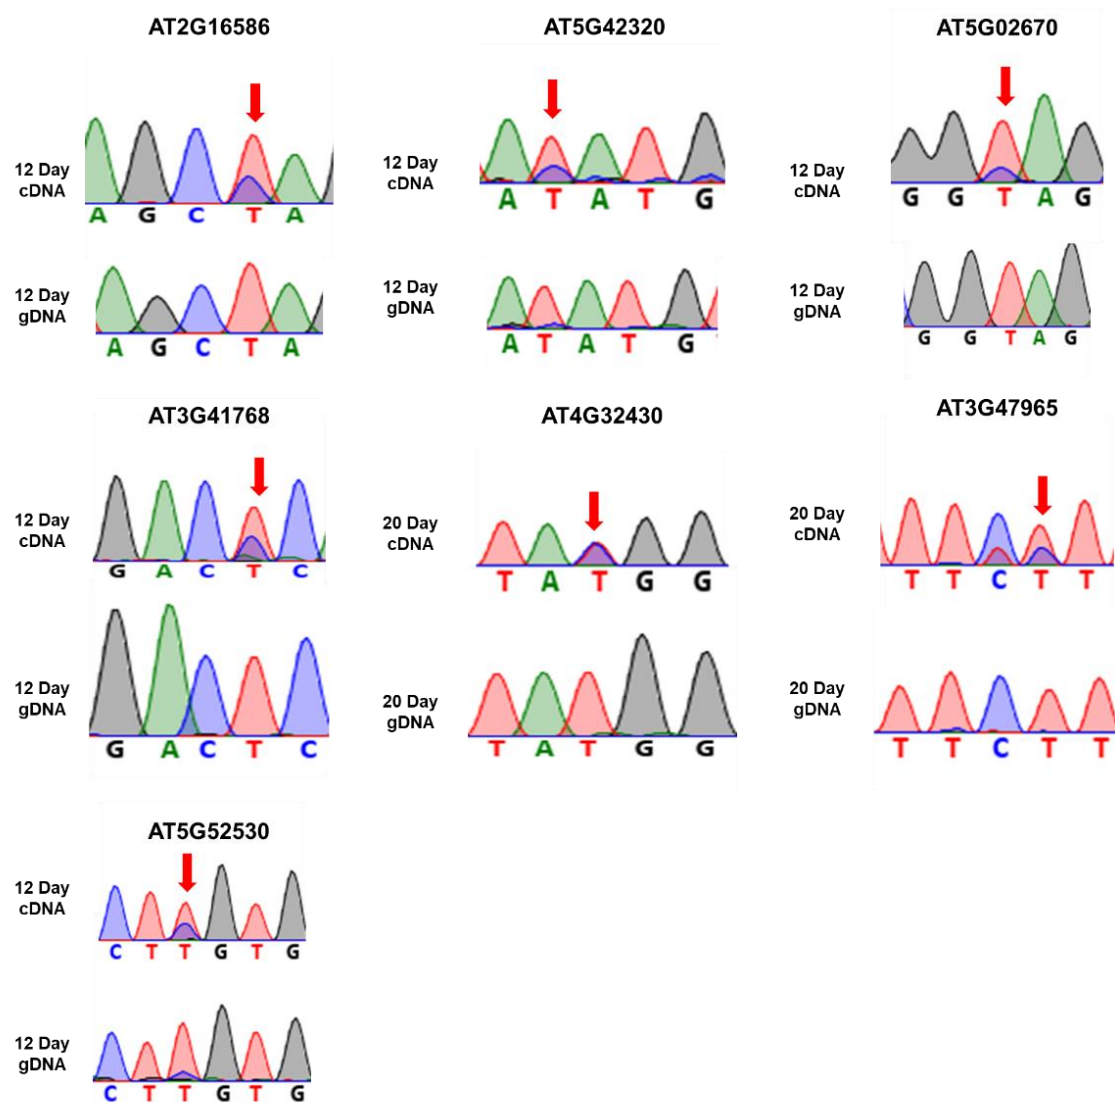 AT2G16586
12 Day
cDNA
A G C T A
12 Day
gDNA
A G C T A
AT5G42320
12 Day
cDNA
A T A T G
12 Day
gDNA
A T A T G
AT5G02670
12 Day
cDNA
G G T A G
12 Day
gDNA
G G T A G
AT3G41768
12 Day
cDNA
G A C T C
12 Day
gDNA
G A C T C
AT4G32430
20 Day
cDNA
T A T G G
20 Day
gDNA
T A T G G
AT3G47965
20 Day
cDNA
T T C T T
20 Day
gDNA
T T C T T
AT5G52530
12 Day
cDNA
C T T G T G
12 Day
gDNA
C T T G T G